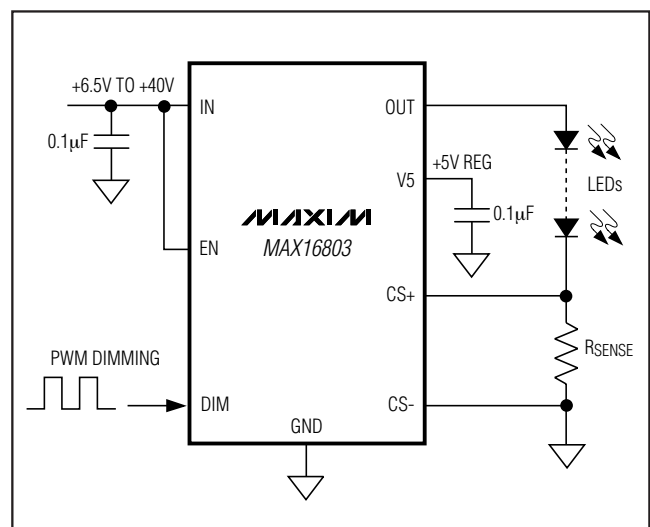 +6.5V TO +40V
IN
OUT
0.1µF
+5V REG
V5
LEDs
0.1µF
MAXIM
MAX16803
EN
CS+
PWM DIMMING
RSENSE
DIM
CS-
GND